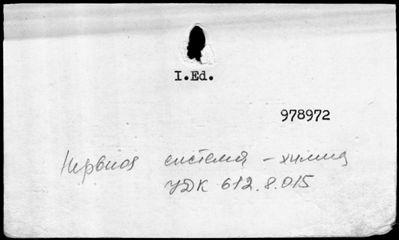 I.Ed.
978972
Нервная система – химия
УДК 612.8.015